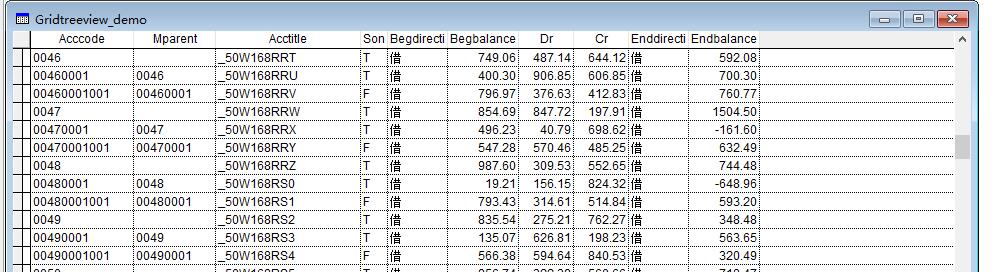 Gridtreeview_demo
Acccode Mparent Acctitle Son Begdirecti Begbalance Dr Cr Enddirecti Endbalance
0046 _50W168RRT T 借 749.06 487.14 644.12 借 592.08
00460001 0046 _50W168RRU T 借 400.30 906.85 606.85 借 700.30
00460001001 00460001 _50W168RRV F 借 796.97 376.63 412.83 借 760.77
0047 _50W168RRW T 借 854.69 847.72 197.91 借 1504.50
00470001 0047 _50W168RRX T 借 496.23 40.79 698.62 借 -161.60
00470001001 00470001 _50W168RRY F 借 547.28 570.46 485.25 借 632.49
0048 _50W168RRZ T 借 987.60 309.53 552.65 借 744.48
00480001 0048 _50W168RS0 T 借 19.21 156.15 824.32 借 -648.96
00480001001 00480001 _50W168RS1 F 借 793.43 314.61 514.84 借 593.20
0049 _50W168RS2 T 借 835.54 275.21 762.27 借 348.48
00490001 0049 _50W168RS3 T 借 135.07 626.81 198.23 借 563.65
00490001001 00490001 _50W168RS4 F 借 566.38 594.64 840.53 借 320.49